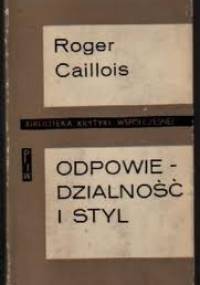 Roger
Caillois
BIBLIOTEKA KRYTYKI WSPÓŁCZESNEJ
PIW
ODPOWIE-
DZIALNOŚĆ
I STYL